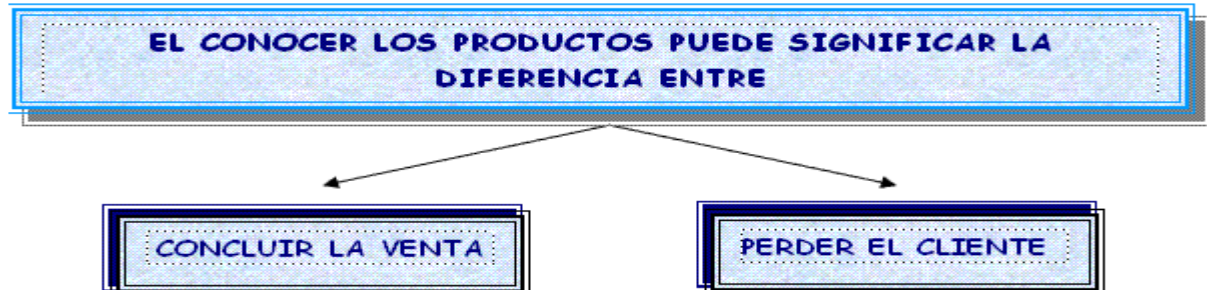 EL CONOCER LOS PRODUCTOS PUEDE SIGNIFICAR LA
DIFERENCIA ENTRE
CONCLUIR LA VENTA
PERDER EL CLIENTE